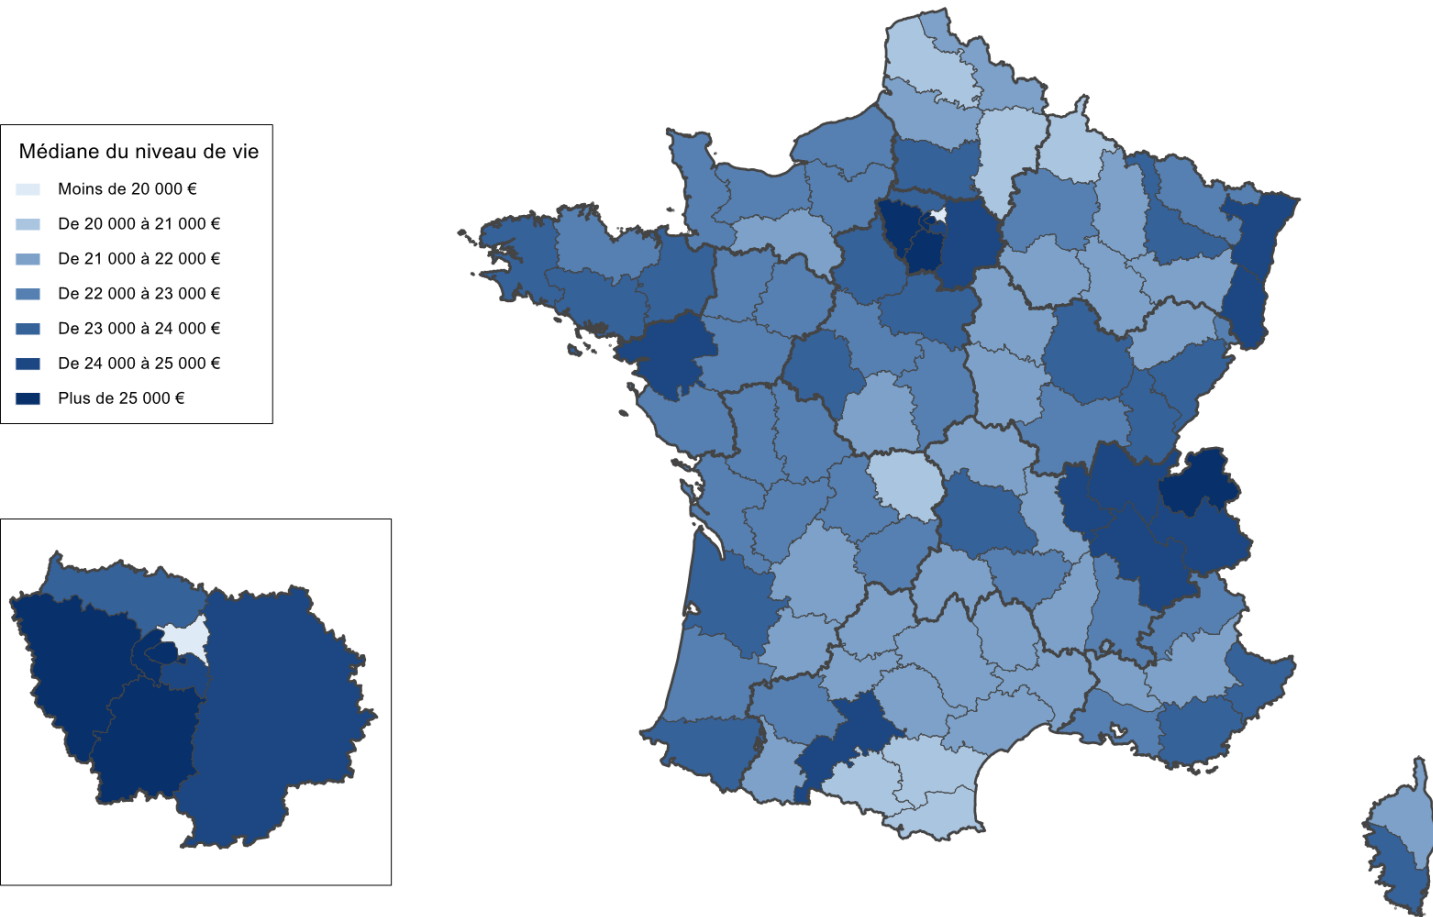 Médiane du niveau de vie
Moins de 20 000 €
De 20 000 à 21 000 €
De 21 000 à 22 000 €
De 22 000 à 23 000 €
De 23 000 à 24 000 €
De 24 000 à 25 000 €
Plus de 25 000 €